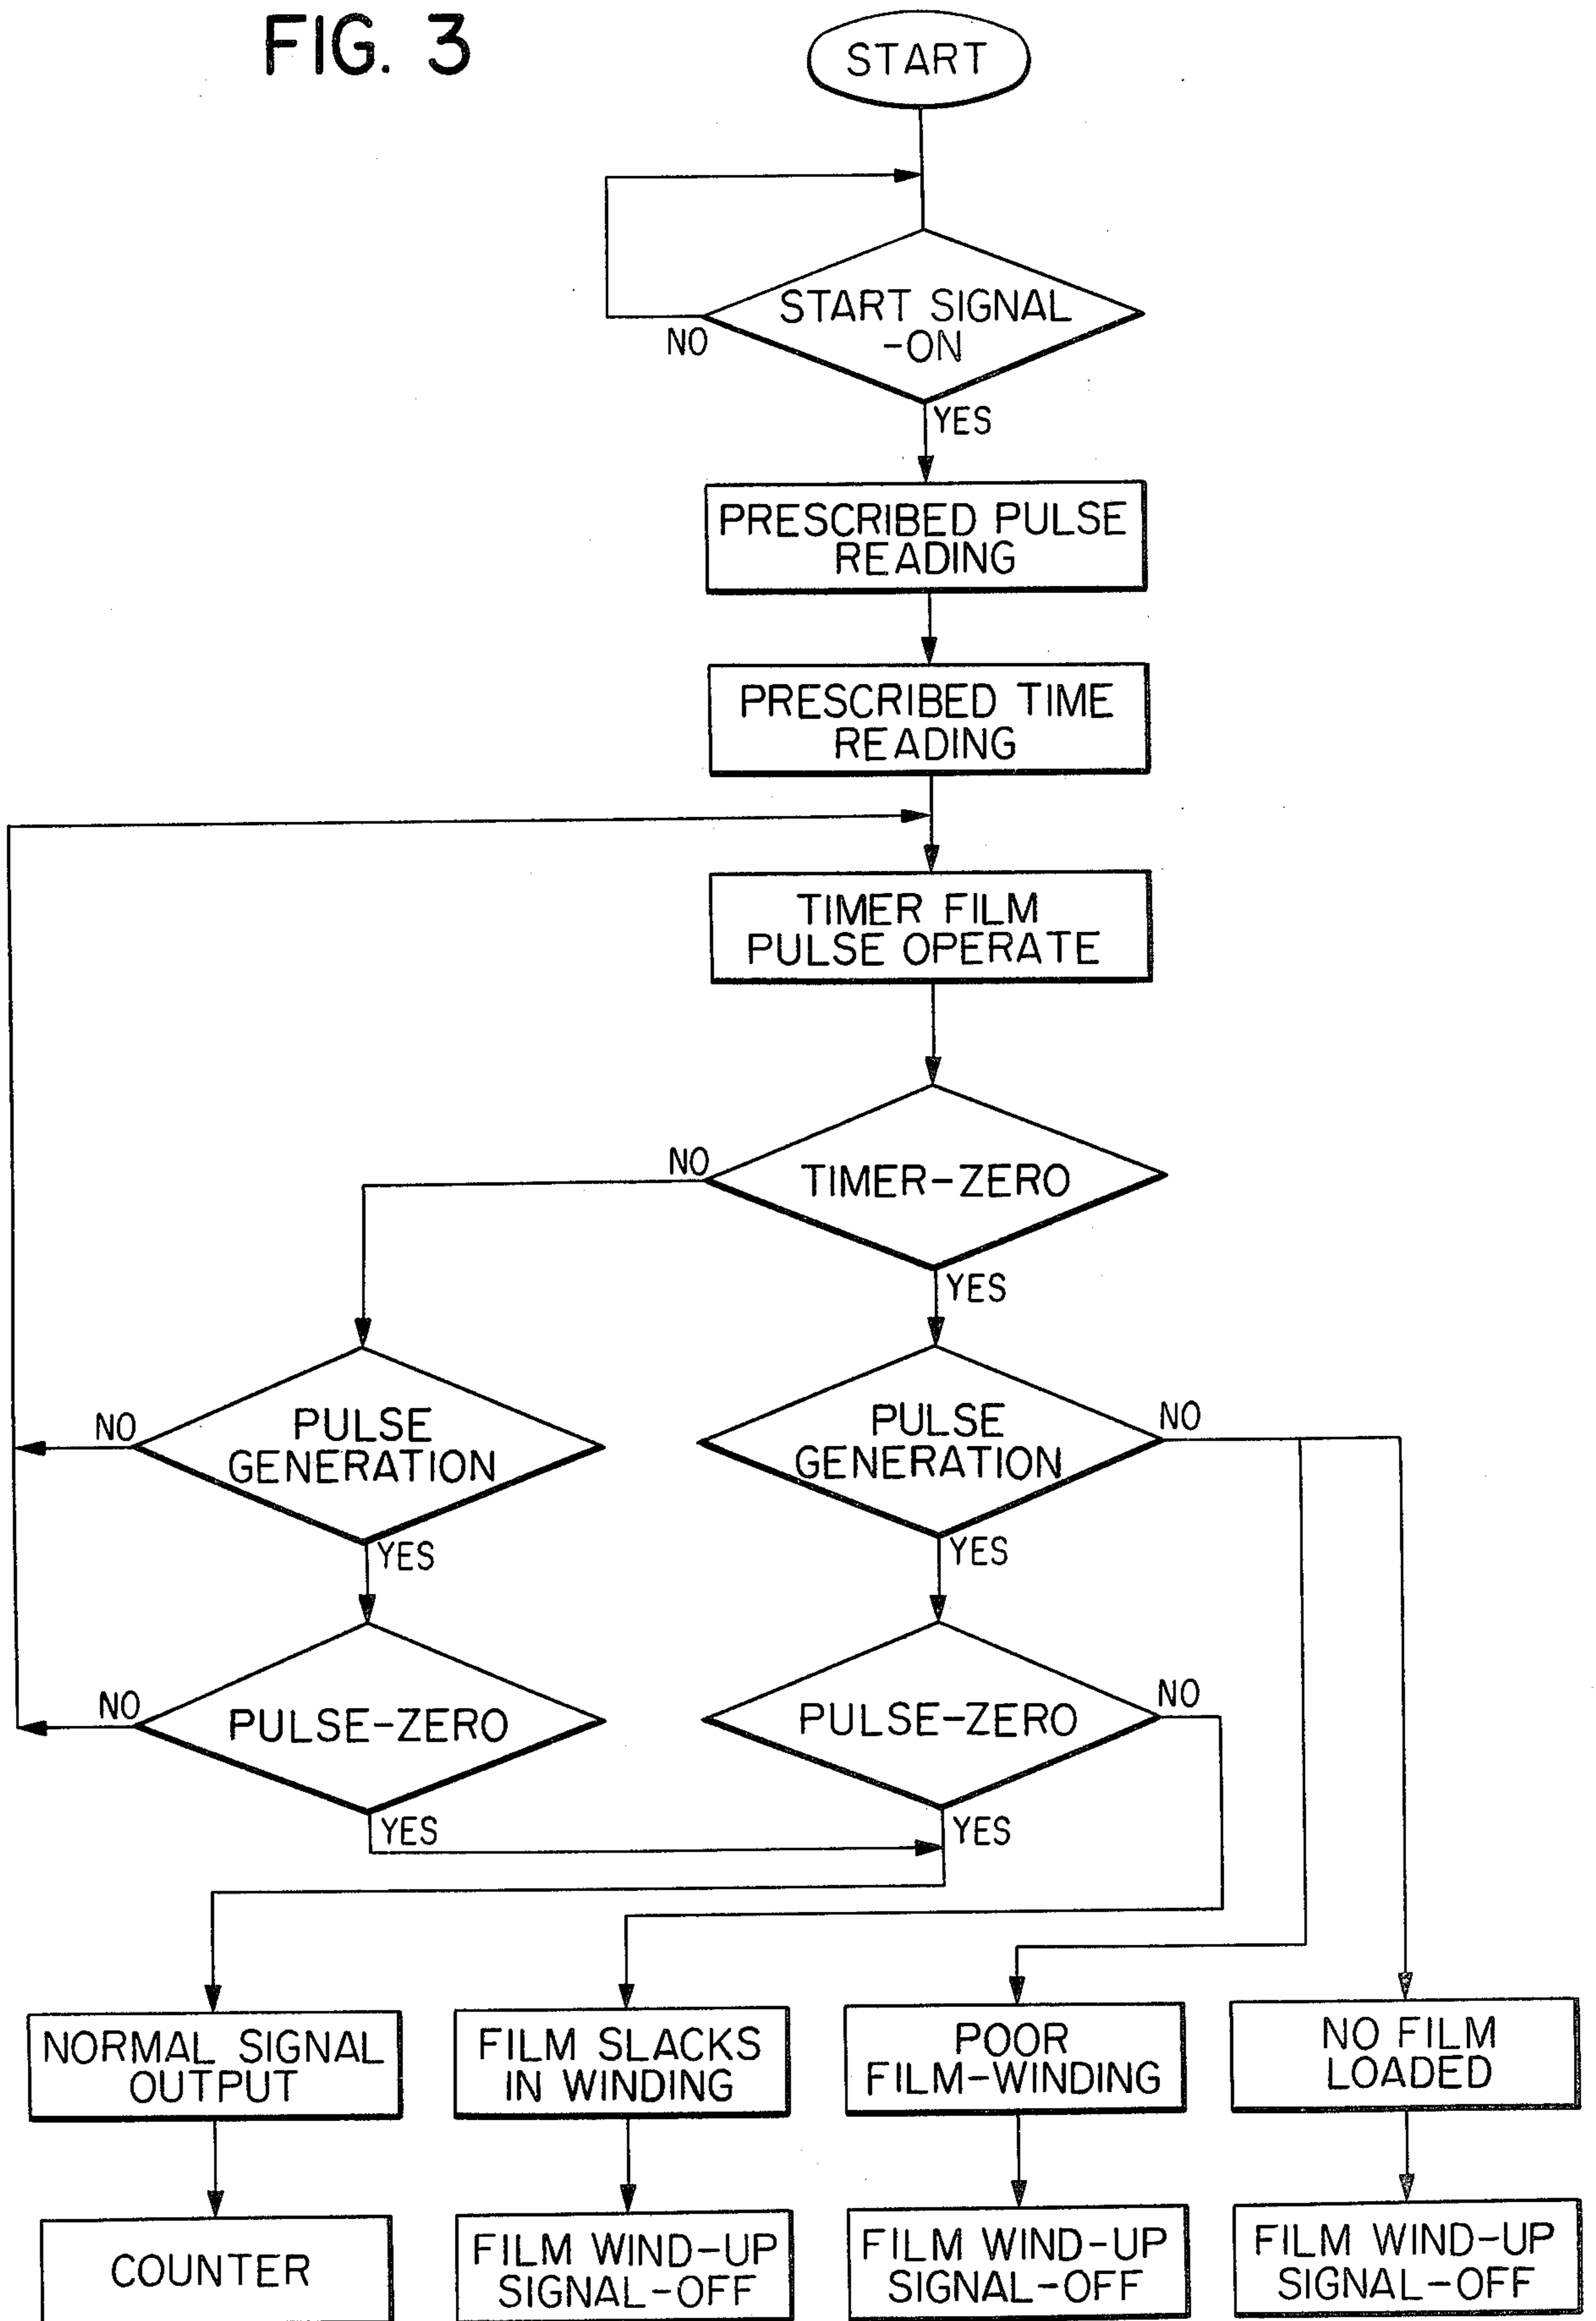 FIG. 3
START
START SIGNAL
-ON
NO
YES
PRESCRIBED PULSE
READING
PRESCRIBED TIME
READING
TIMER FILM
PULSE OPERATE
NO
TIMER-ZERO
YES
NO
PULSE
GENERATION
YES
PULSE
GENERATION
NO
YES
NO
PULSE-ZERO
YES
PULSE-ZERO
NO
YES
NORMAL SIGNAL
OUTPUT
FILM SLACKS
IN WINDING
POOR
FILM-WINDING
NO FILM
LOADED
COUNTER
FILM WIND-UP
SIGNAL-OFF
FILM WIND-UP
SIGNAL-OFF
FILM WIND-UP
SIGNAL-OFF